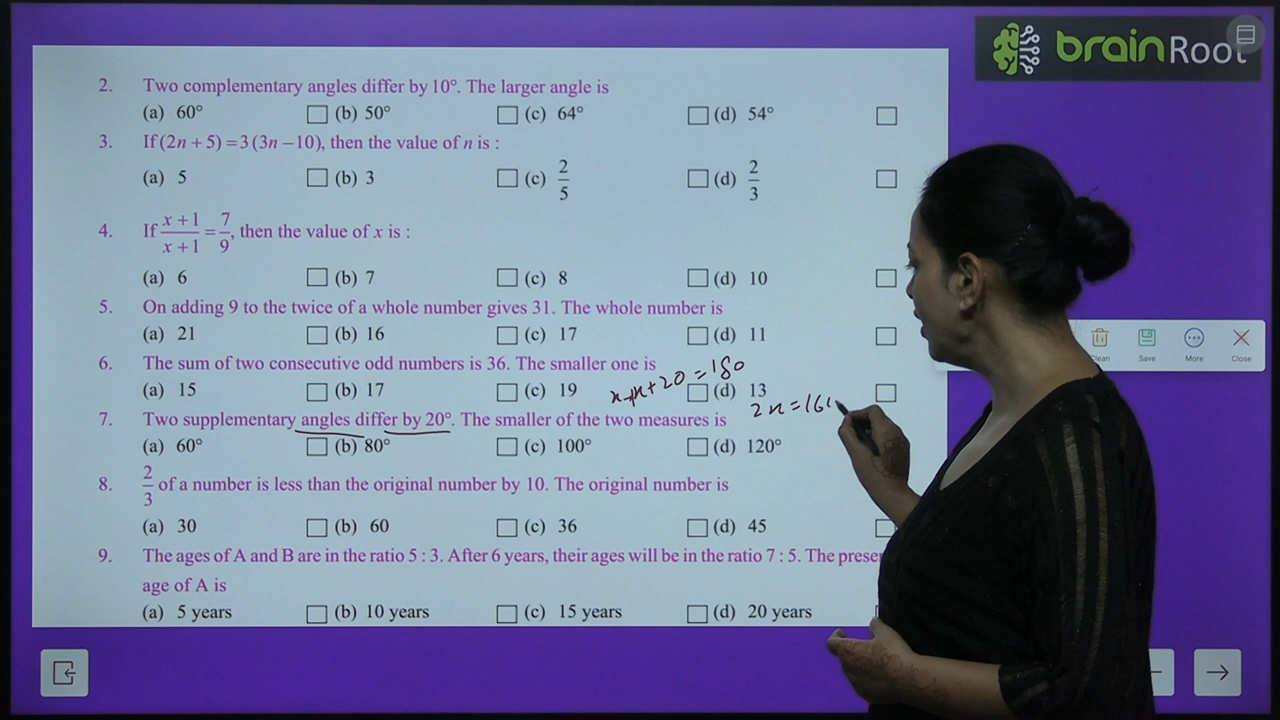 brainRoot
2. Two complementary angles differ by 10°. The larger angle is
(a) 60° (b) 50° (c) 64° (d) 54°
3. If (2n + 5) = 3 (3n – 10), then the value of n is :
(a) 5 (b) 3 (c) 2/5 (d) 2/3
4. If (x + 1)/(x + 1) = 7/9, then the value of x is :
(a) 6 (b) 7 (c) 8 (d) 10
5. On adding 9 to the twice of a whole number gives 31. The whole number is
(a) 21 (b) 16 (c) 17 (d) 11
Clean Save More Close
6. The sum of two consecutive odd numbers is 36. The smaller one is
x+x+20 = 180
(a) 15 (b) 17 (c) 19 (d) 13
2x = 16
7. Two supplementary angles differ by 20°. The smaller of the two measures is
(a) 60° (b) 80° (c) 100° (d) 120°
8. 2/3 of a number is less than the original number by 10. The original number is
(a) 30 (b) 60 (c) 36 (d) 45
9. The ages of A and B are in the ratio 5 : 3. After 6 years, their ages will be in the ratio 7 : 5. The prese
age of A is
(a) 5 years (b) 10 years (c) 15 years (d) 20 years